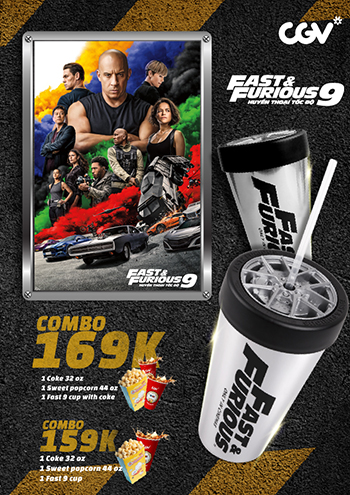 CGV
FAST &
FURIOUS 9
HUYỀN THOẠI TỐC ĐỘ
FAST &
FURIOUS 9
HUYỀN THOẠI TỐC ĐỘ
FAST &
FURIOUS
FAST &
FURIOUS
COMBO
169K
1 Coke 32 oz
1 Sweet popcorn 44 oz
1 Fast 9 cup with coke
COMBO
159K
1 Coke 32 oz
1 Sweet popcorn 44 oz
1 Fast 9 cup